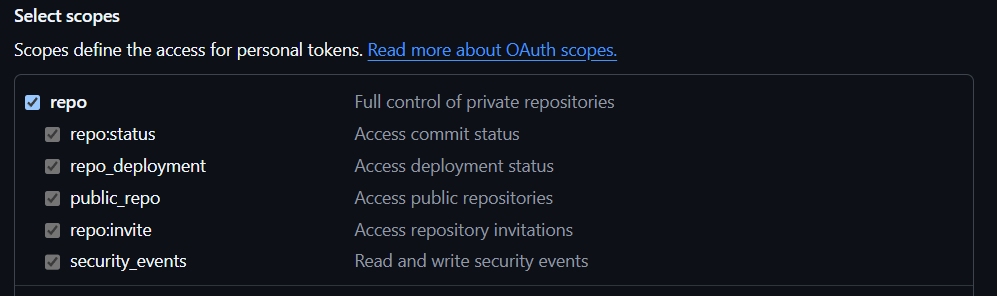 Select scopes
Scopes define the access for personal tokens. Read more about OAuth scopes.
repo Full control of private repositories
repo:status Access commit status
repo_deployment Access deployment status
public_repo Access public repositories
repo:invite Access repository invitations
security_events Read and write security events